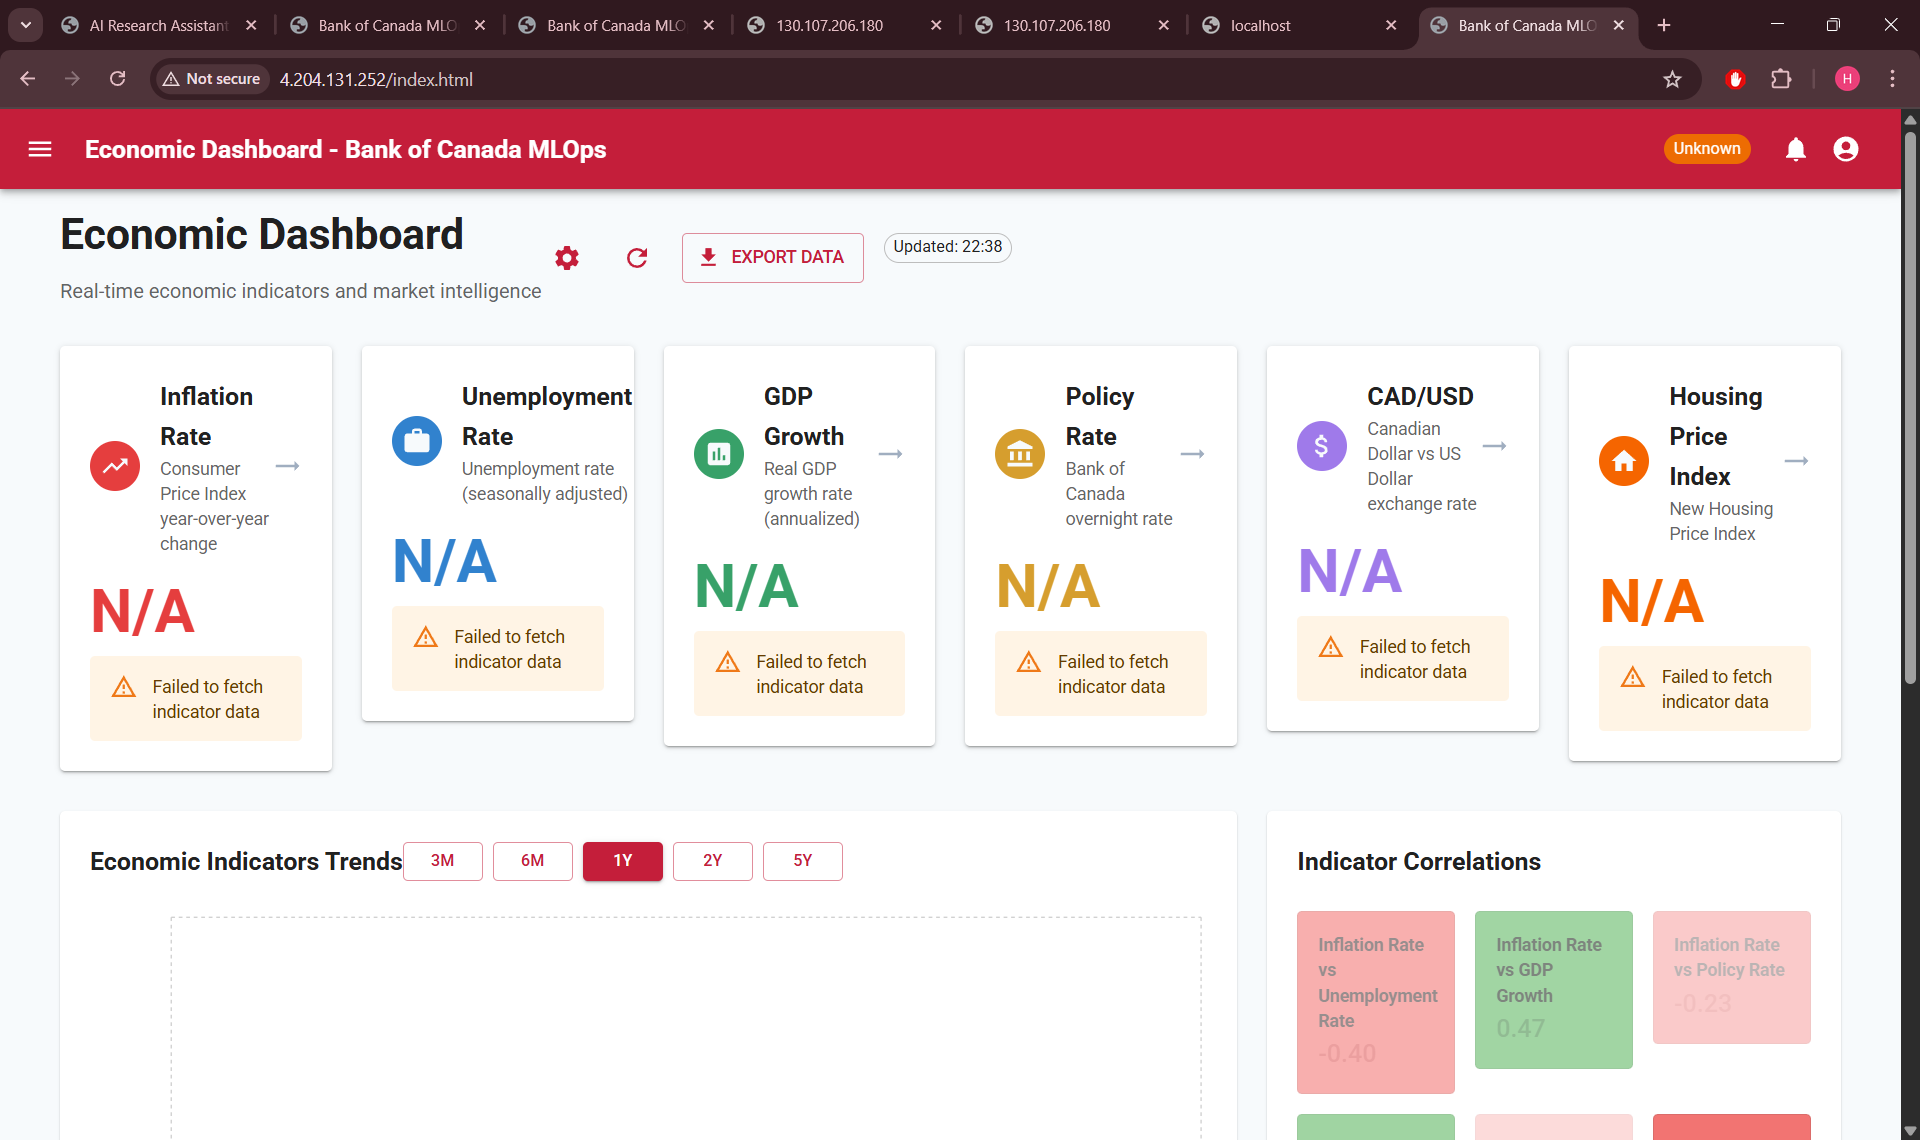 AI Research Assistant
Bank of Canada MLO
Bank of Canada MLO
130.107.206.180
130.107.206.180
localhost
Bank of Canada MLO
Not secure
4.204.131.252/index.html
H
Economic Dashboard - Bank of Canada MLOps
Unknown
Economic Dashboard
Real-time economic indicators and market intelligence
EXPORT DATA
Updated: 22:38
Inflation
Rate
Consumer
Price Index
year-over-year
change
N/A
Failed to fetch
indicator data
Unemployment
Rate
Unemployment rate
(seasonally adjusted)
N/A
Failed to fetch
indicator data
GDP
Growth
Real GDP
growth rate
(annualized)
N/A
Failed to fetch
indicator data
Policy
Rate
Bank of
Canada
overnight rate
N/A
Failed to fetch
indicator data
CAD/USD
Canadian
Dollar vs US
Dollar
exchange rate
N/A
Failed to fetch
indicator data
Housing
Price
Index
New Housing
Price Index
N/A
Failed to fetch
indicator data
Economic Indicators Trends
3M
6M
1Y
2Y
5Y
Indicator Correlations
Inflation Rate
vs
Unemployment
Rate
-0.40
Inflation Rate
vs GDP
Growth
0.47
Inflation Rate
vs Policy Rate
-0.23